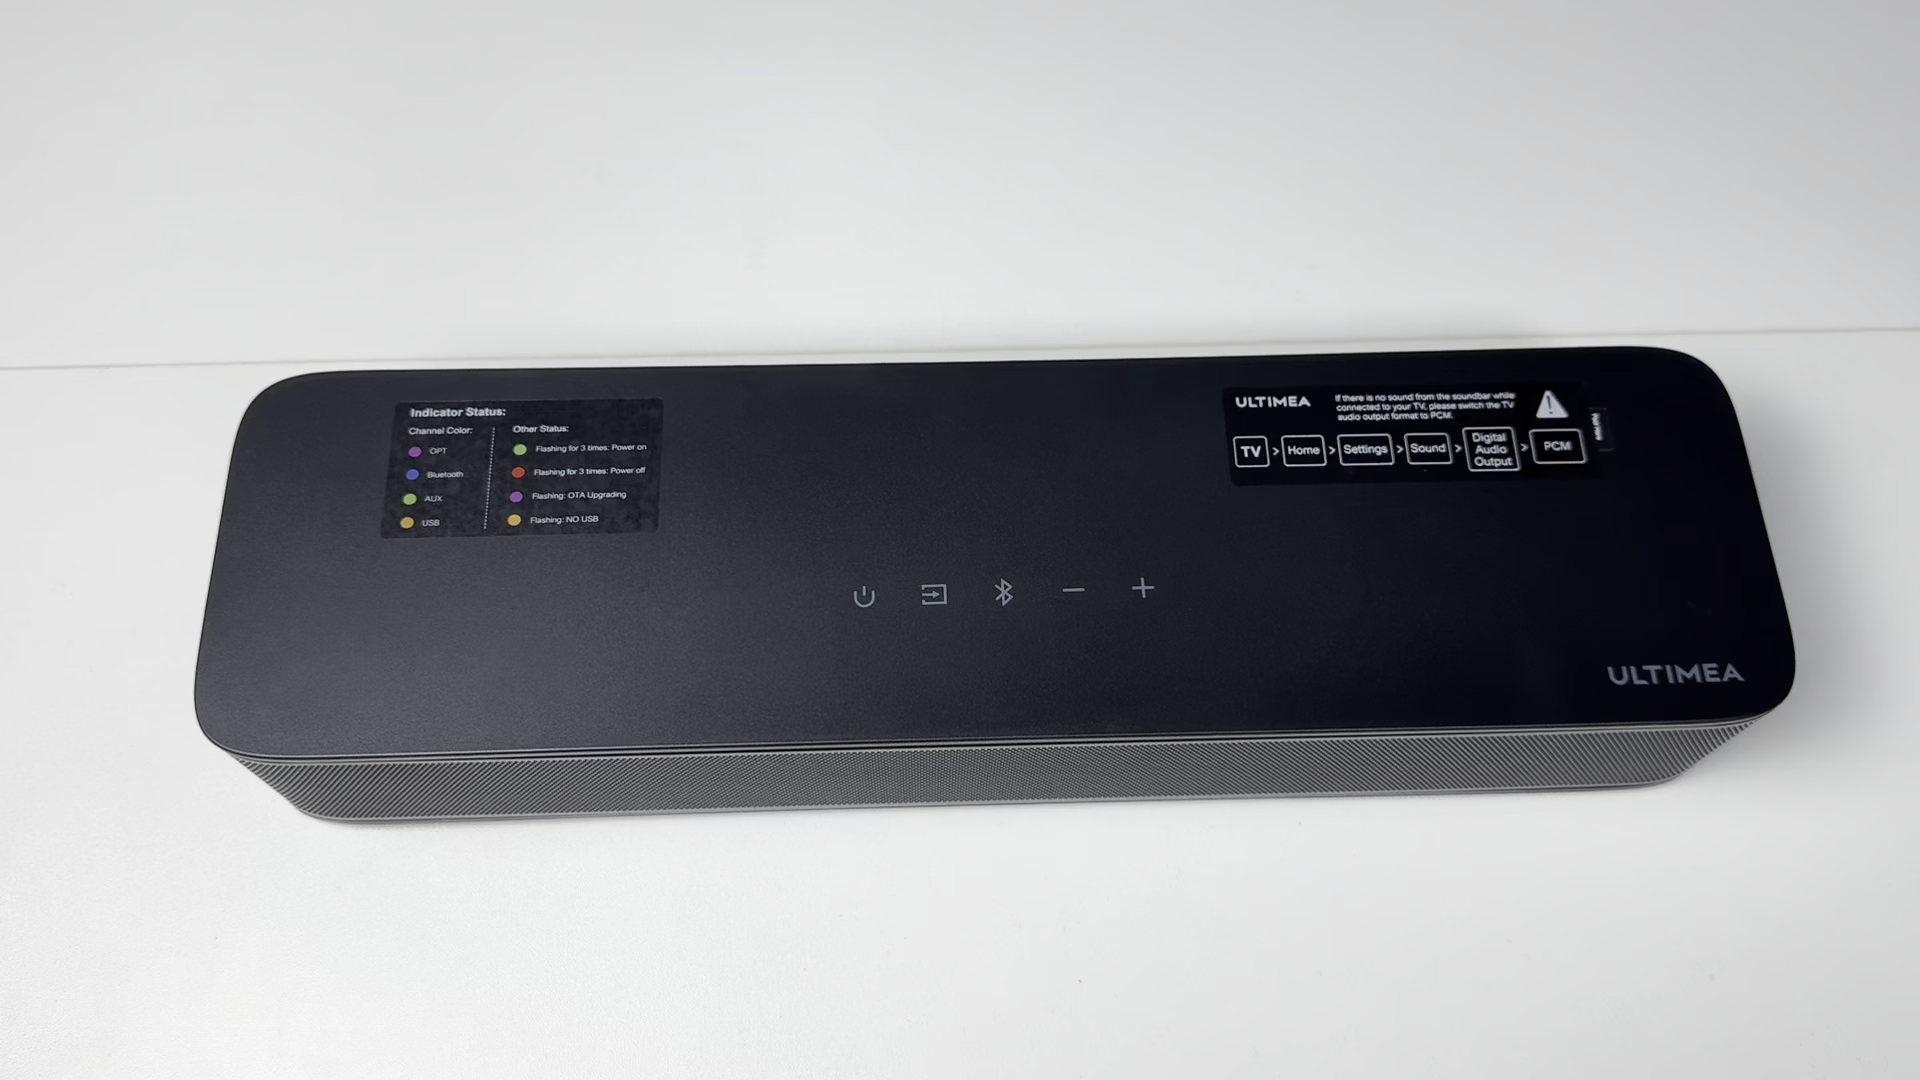 Indicator Status:
Channel Color:
OPT
Bluetooth
AUX
USB
Other Status:
Flashing for 3 times: Power on
Flashing for 3 times: Power off
Flashing: OTA Upgrading
Flashing: NO USB
ULTIMEA
If there is no sound from the soundbar while
connected to your TV, please switch the TV
audio output format to PCM.
TV > Home > Settings > Sound > Digital Audio Output > PCM
ULTIMEA